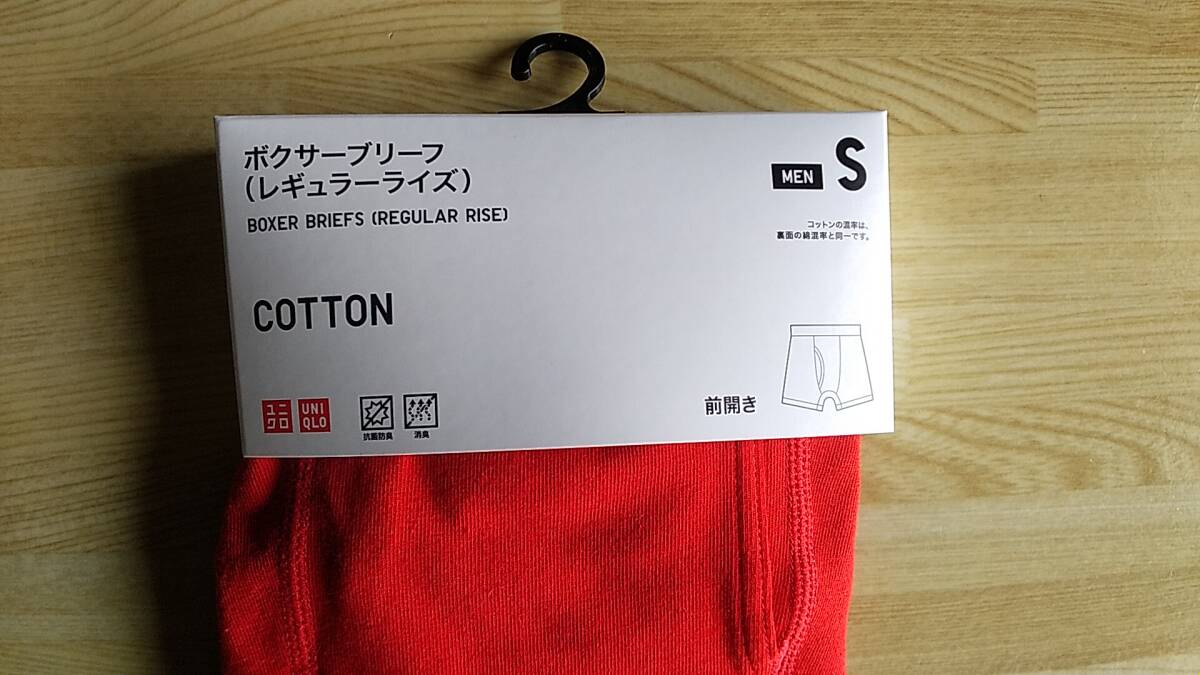 ボクサーブリーフ
(レギュラーライズ)
BOXER BRIEFS (REGULAR RISE)
MEN S
コットンの混率は、
裏面の綿混率と同一です。
COTTON
前開き
ユニ
クロ
UNI
QLO
抗菌防臭
消臭